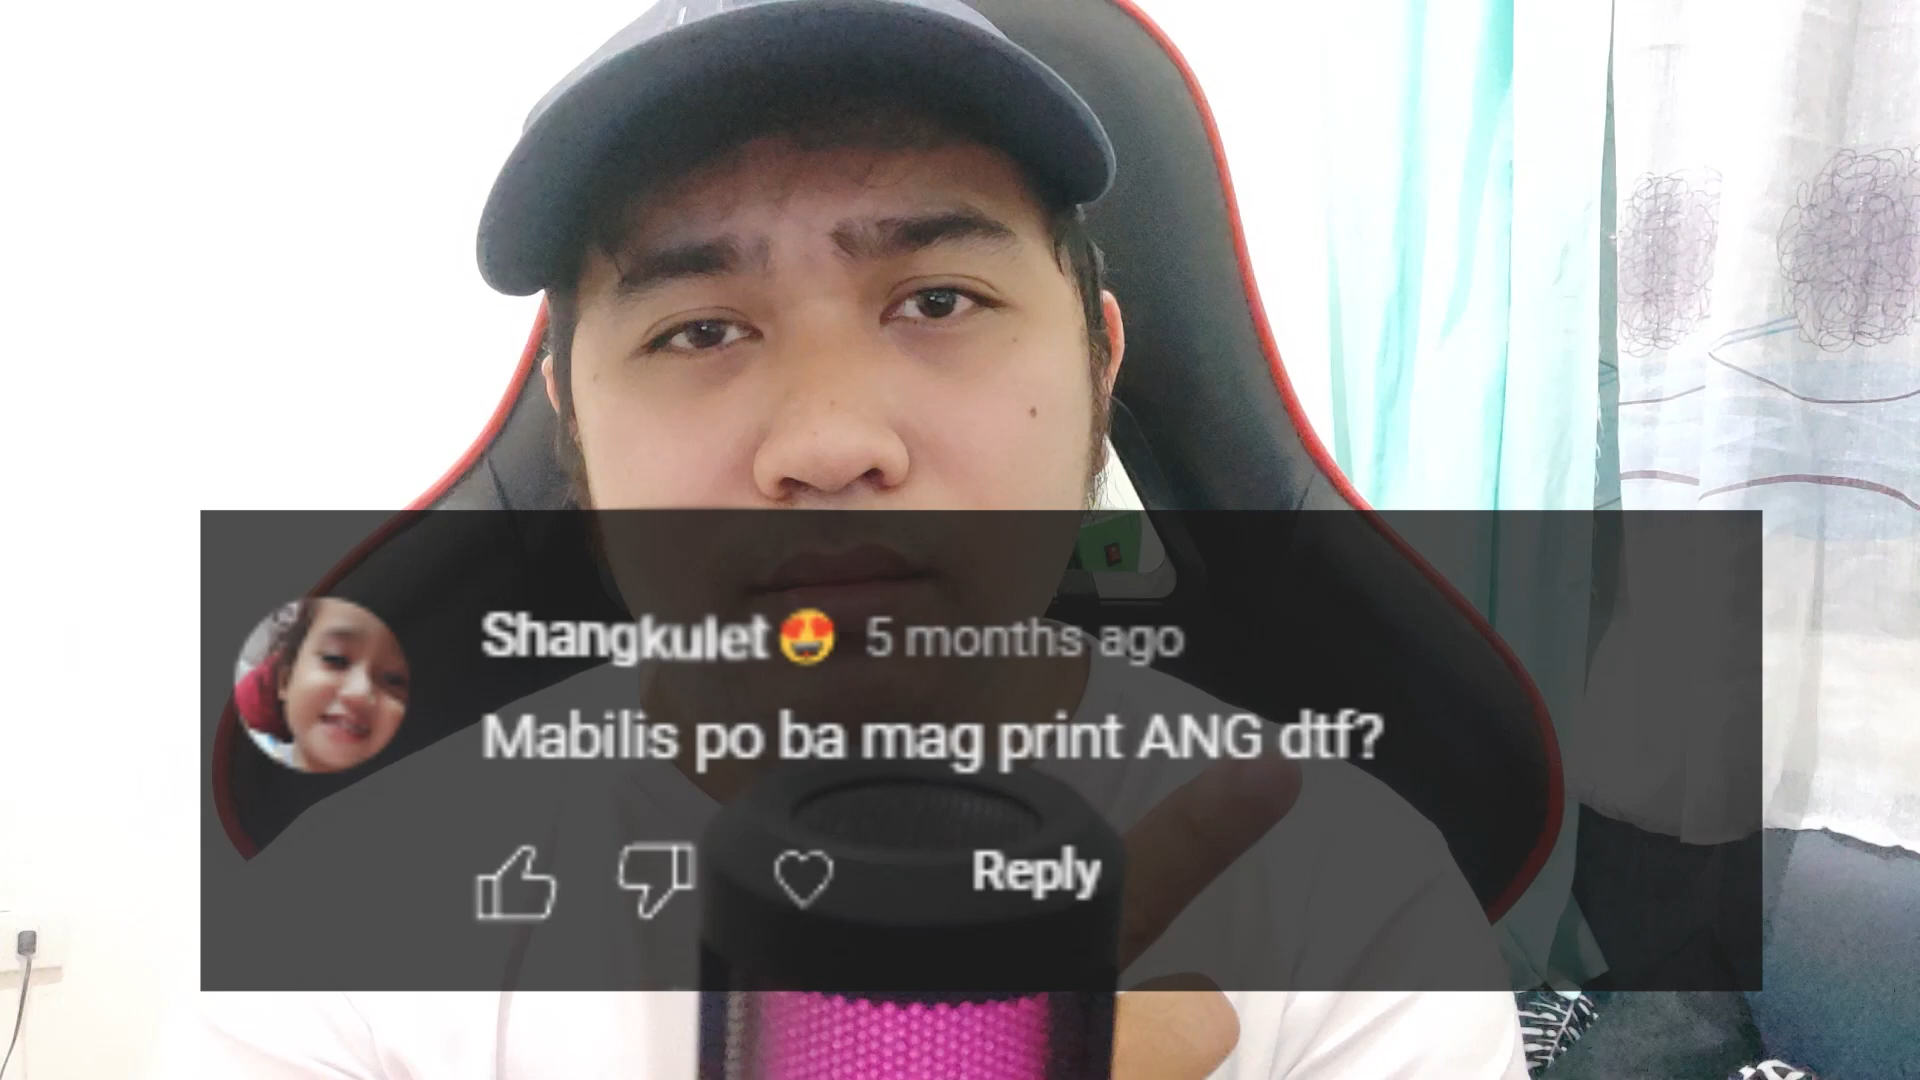 Shangkulet😍 5 months ago
Mabilis po ba mag print ANG dtf?
Reply